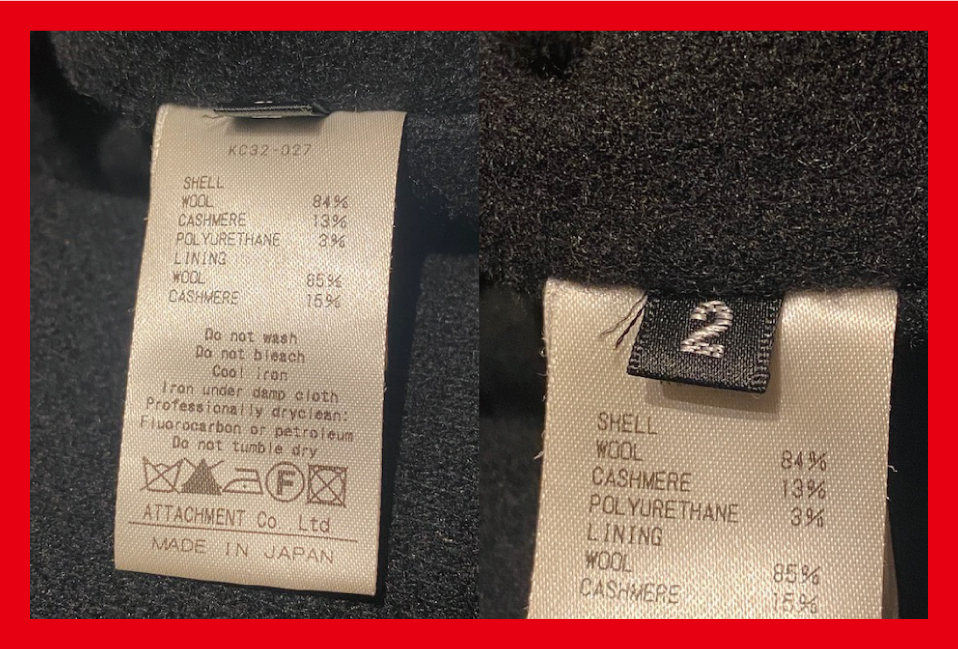 KC32-027
SHELL
WOOL 84%
CASHMERE 13%
POLYURETHANE 3%
LINING
WOOL 85%
CASHMERE 15%
Do not wash
Do not bleach
Cool iron
Iron under damp cloth
Professionally dryclean:
Fluorocarbon or petroleum
Do not tumble dry
F
ATTACHMENT Co. Ltd
MADE IN JAPAN
2
SHELL
WOOL 84%
CASHMERE 13%
POLYURETHANE 3%
LINING
WOOL 85%
CASHMERE 15%